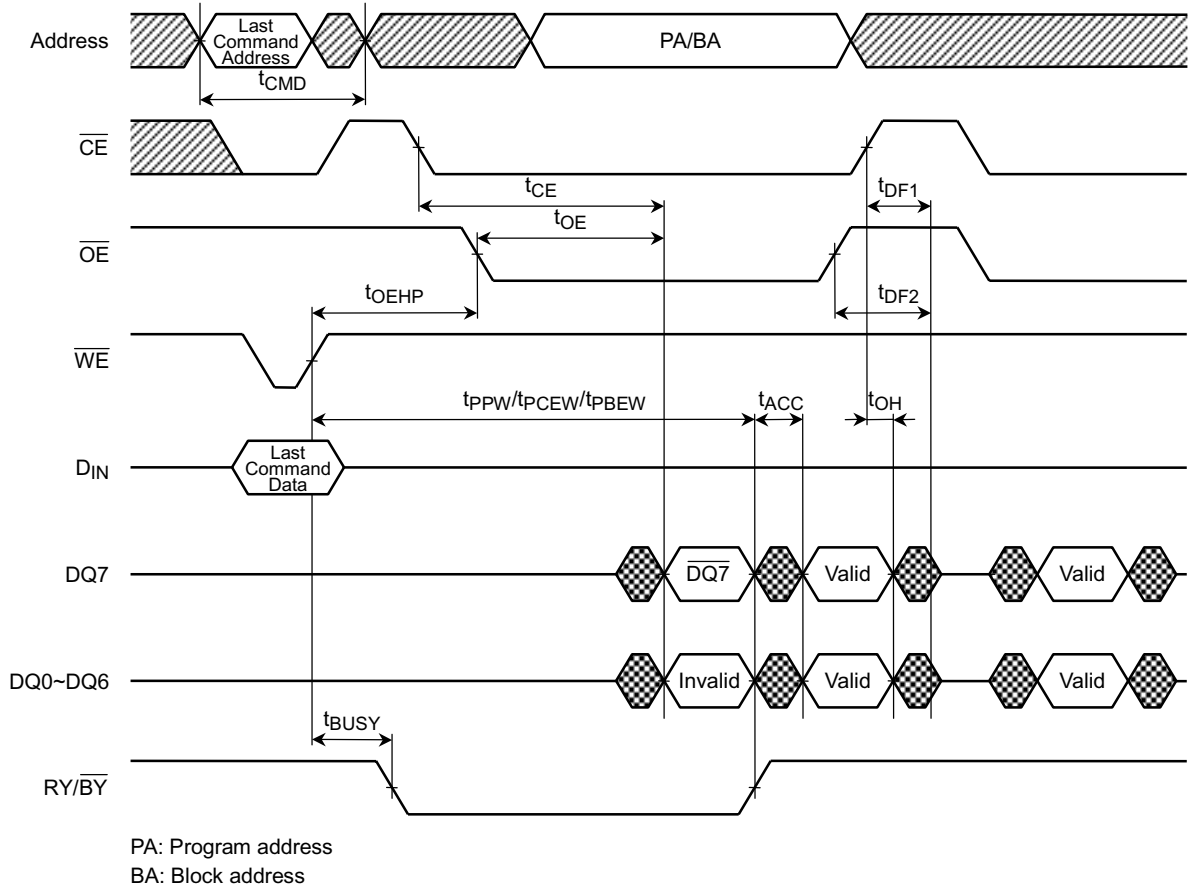 Address
Last
Command
Address
PA/BA
tCMD
CE
tCE
tDF1
tOE
OE
tOEHP
tDF2
WE
tPPW/tPCEW/tPBEW
tACC
tOH
DIN
Last
Command
Data
DQ7
DQ7
Valid
Valid
DQ0~DQ6
Invalid
Valid
Valid
tBUSY
RY/BY
PA: Program address
BA: Block address